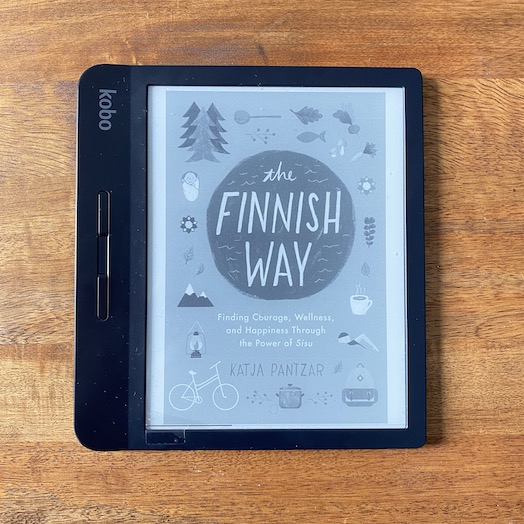 kobo
the
FINNISH
WAY
Finding Courage, Wellness,
and Happiness Through
the Power of Sisu
KATJA PANTZAR